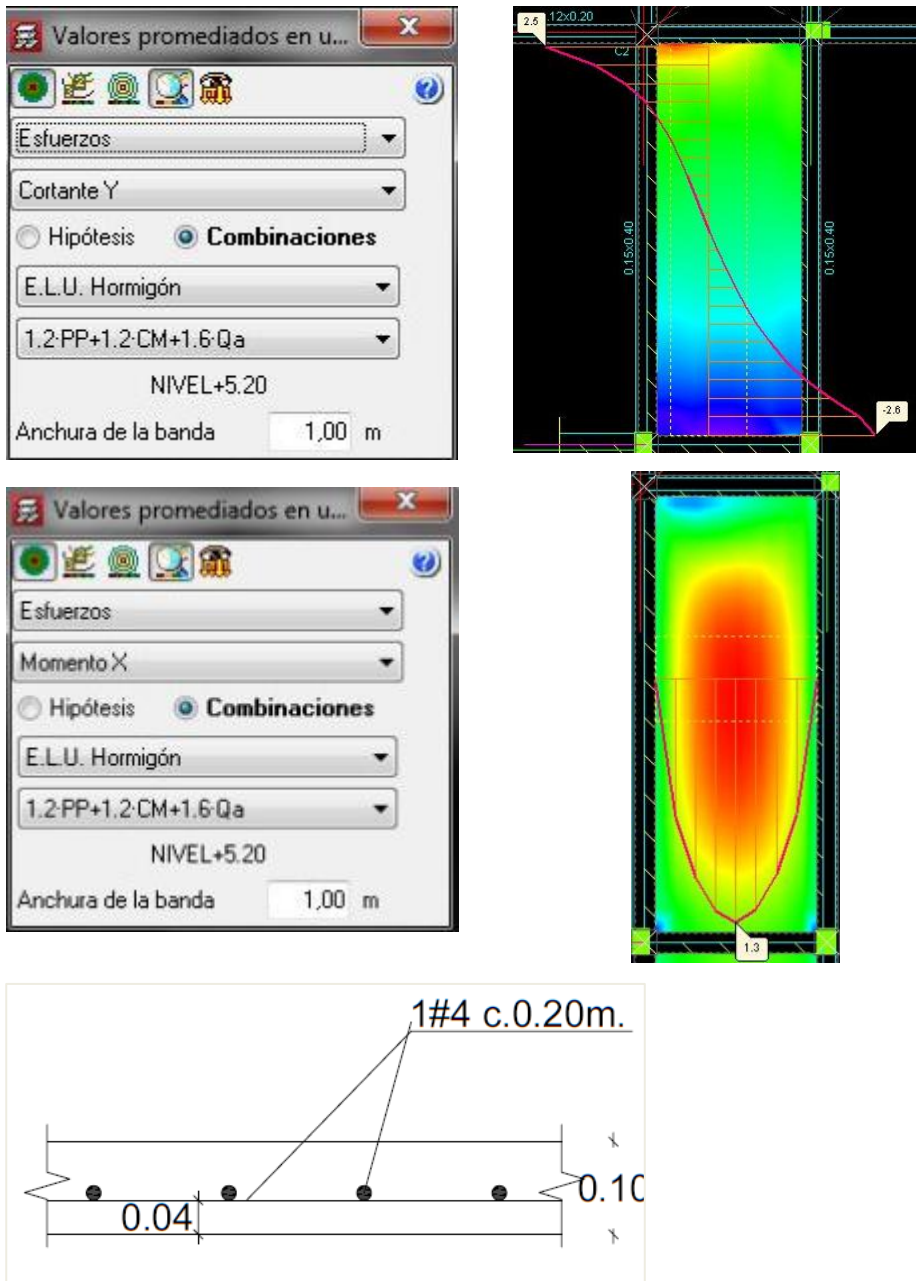 Valores promediados en u...
Esfuerzos
Cortante Y
Hipótesis Combinaciones
E.L.U. Hormigón
1.2·PP+1.2·CM+1.6·Qa
NIVEL+5.20
Anchura de la banda 1,00 m
2.5
.12x0.20
C2
0.15x0.40
0.15x0.40
-2.6
Valores promediados en u...
Esfuerzos
Momento X
Hipótesis Combinaciones
E.L.U. Hormigón
1.2·PP+1.2·CM+1.6·Qa
NIVEL+5.20
Anchura de la banda 1,00 m
1.3
1#4 c.0.20m.
0.10
0.04